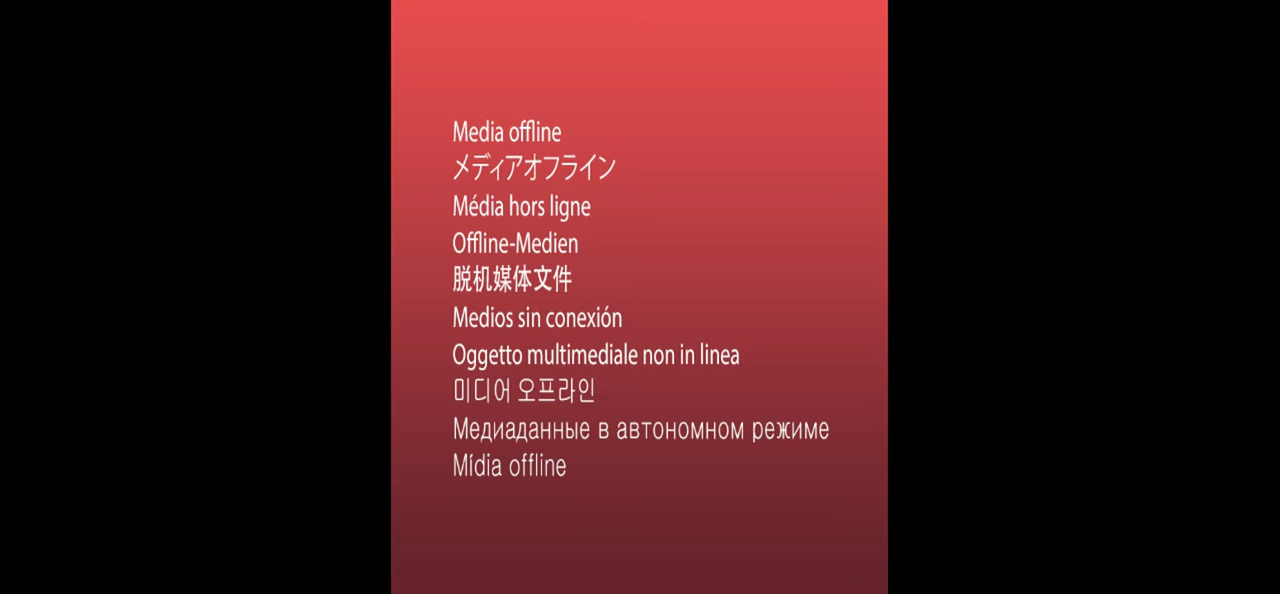 Media offline
メディアオフライン
Média hors ligne
Offline-Medien
脱机媒体文件
Medios sin conexión
Oggetto multimediale non in linea
미디어 오프라인
Медиаданные в автономном режиме
Mídia offline